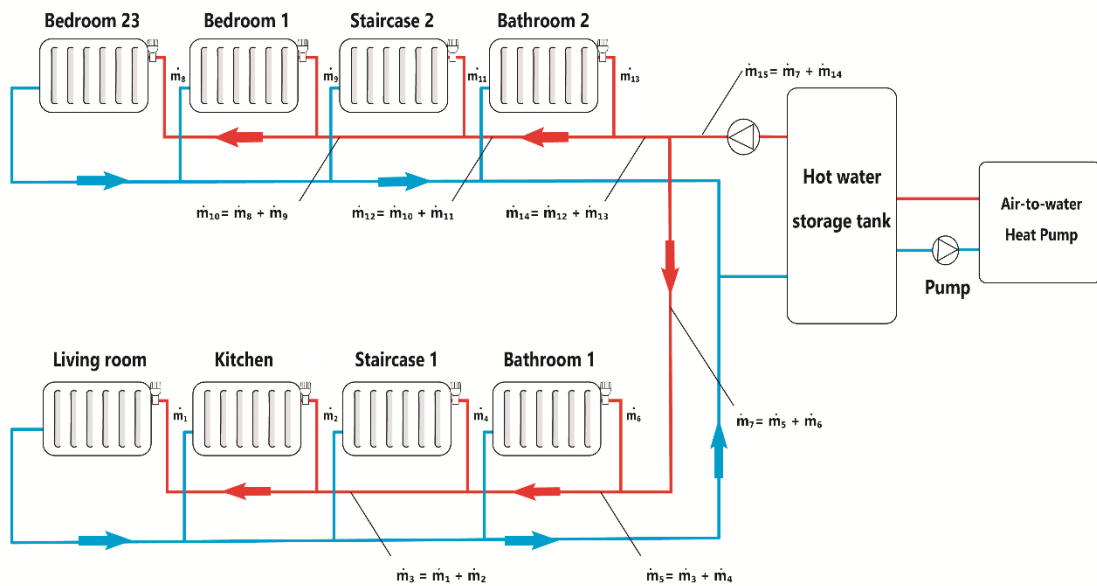 Bedroom 23
Bedroom 1
Staircase 2
Bathroom 2
ṁ₈
ṁ₉
ṁ₁₁
ṁ₁₃
ṁ₁₅= ṁ₇ + ṁ₁₄
Hot water
storage tank
Air-to-water
Heat Pump
Pump
ṁ₁₀= ṁ₈ + ṁ₉
ṁ₁₂= ṁ₁₀ + ṁ₁₁
ṁ₁₄= ṁ₁₂ + ṁ₁₃
Living room
Kitchen
Staircase 1
Bathroom 1
ṁ₁
ṁ₂
ṁ₄
ṁ₆
ṁ₇= ṁ₅ + ṁ₆
ṁ₃ = ṁ₁ + ṁ₂
ṁ₅= ṁ₃ + ṁ₄